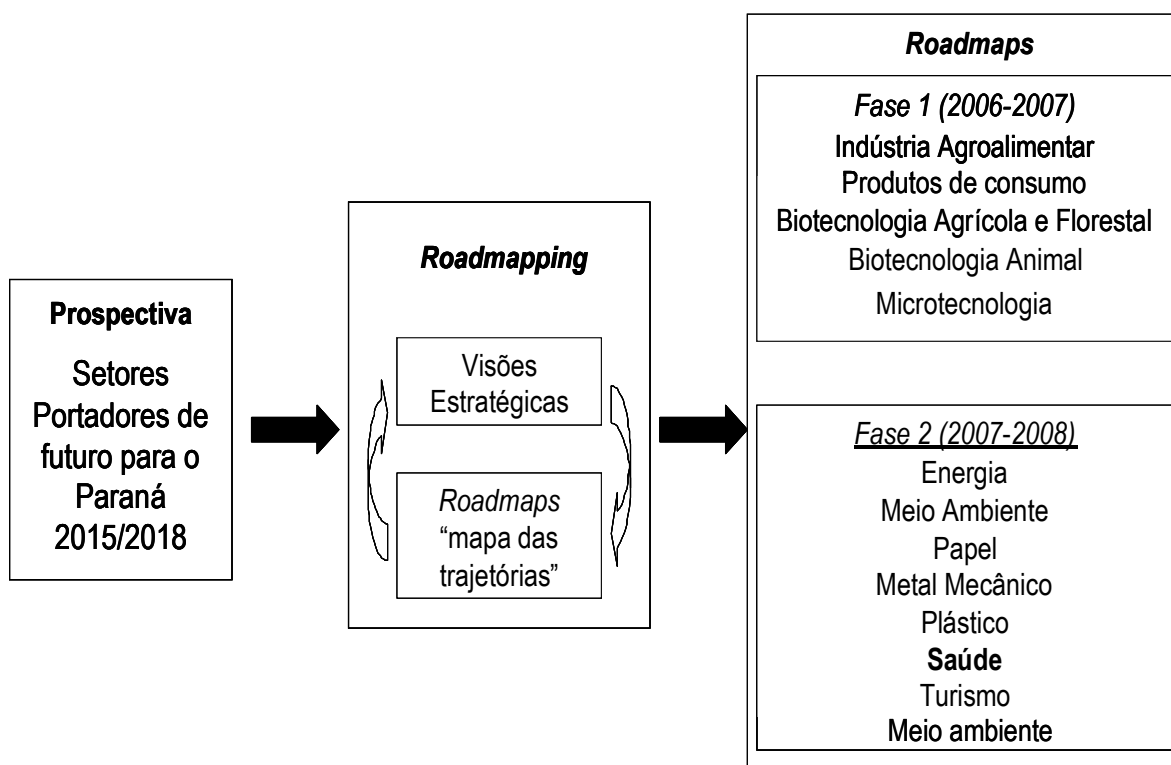 Prospectiva
Setores
Portadores de
futuro para o
Paraná
2015/2018
Roadmapping
Visões
Estratégicas
Roadmaps
“mapa das
trajetórias”
Roadmaps
Fase 1 (2006-2007)
Indústria Agroalimentar
Produtos de consumo
Biotecnologia Agrícola e Florestal
Biotecnologia Animal
Microtecnologia
Fase 2 (2007-2008)
Energia
Meio Ambiente
Papel
Metal Mecânico
Plástico
Saúde
Turismo
Meio ambiente